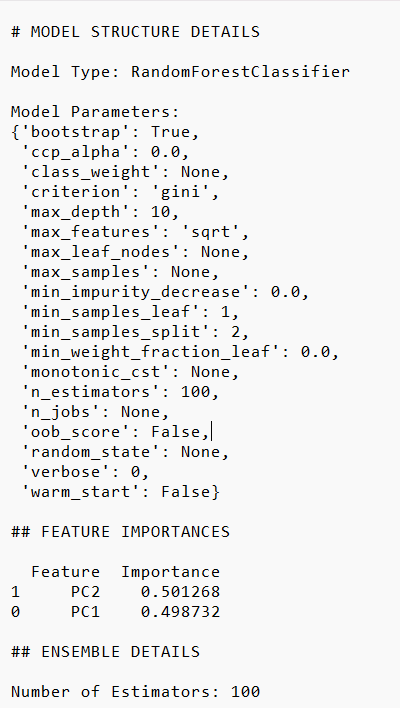 # MODEL STRUCTURE DETAILS
Model Type: RandomForestClassifier
Model Parameters:
{'bootstrap': True,
 'ccp_alpha': 0.0,
 'class_weight': None,
 'criterion': 'gini',
 'max_depth': 10,
 'max_features': 'sqrt',
 'max_leaf_nodes': None,
 'max_samples': None,
 'min_impurity_decrease': 0.0,
 'min_samples_leaf': 1,
 'min_samples_split': 2,
 'min_weight_fraction_leaf': 0.0,
 'monotonic_cst': None,
 'n_estimators': 100,
 'n_jobs': None,
 'oob_score': False,
 'random_state': None,
 'verbose': 0,
 'warm_start': False}
## FEATURE IMPORTANCES
  Feature  Importance
1     PC2    0.501268
0     PC1    0.498732
## ENSEMBLE DETAILS
Number of Estimators: 100